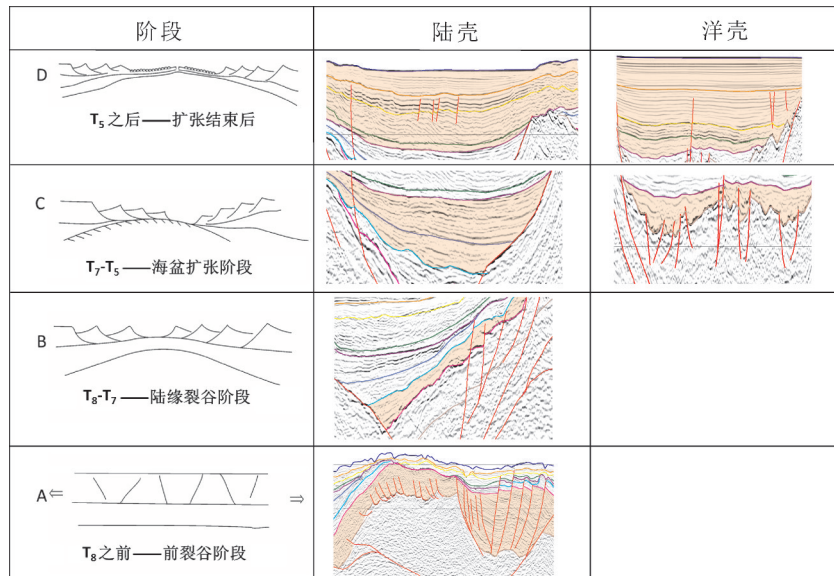 阶段 陆壳 洋壳
D
T5之后——扩张结束后
C
T7-T5——海盆扩张阶段
B
T8-T7——陆缘裂谷阶段
A⇐ ⇒
T8之前——前裂谷阶段